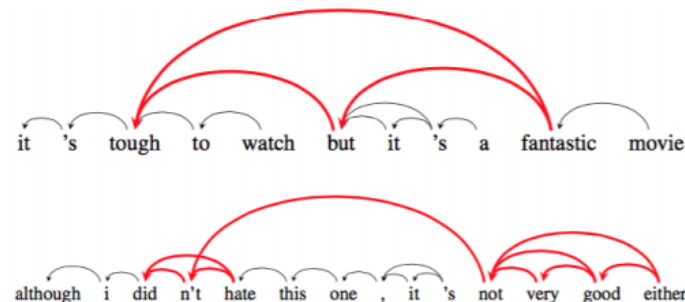 it 's tough to watch but it 's a fantastic movie
although i did n't hate this one , it 's not very good either